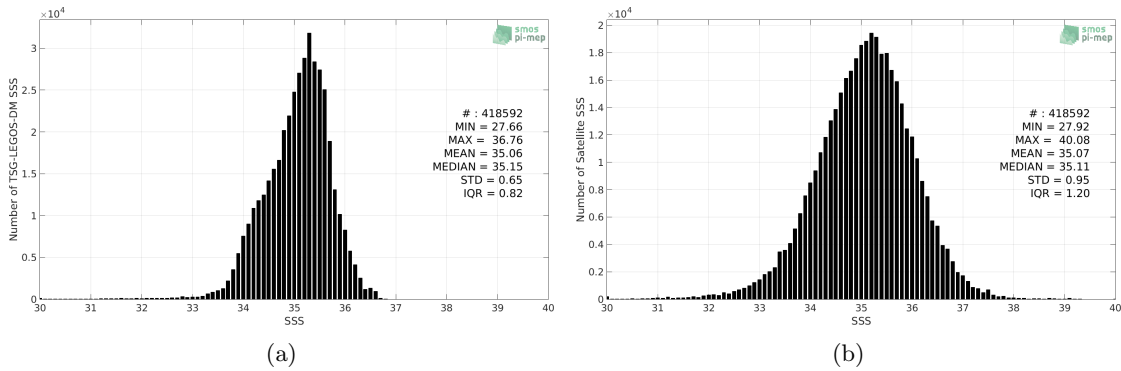 ×10⁴
smos
pi-mep
3
2.5
2
1.5
1
0.5
0
Number of TSG-LEGOS-DM SSS
# : 418592
MIN = 27.66
MAX = 36.76
MEAN = 35.06
MEDIAN = 35.15
STD = 0.65
IQR = 0.82
30 31 32 33 34 35 36 37 38 39 40
SSS
(a)
×10⁴
smos
pi-mep
2
1.8
1.6
1.4
1.2
1
0.8
0.6
0.4
0.2
0
Number of Satellite SSS
# : 418592
MIN = 27.92
MAX = 40.08
MEAN = 35.07
MEDIAN = 35.11
STD = 0.95
IQR = 1.20
30 31 32 33 34 35 36 37 38 39 40
SSS
(b)